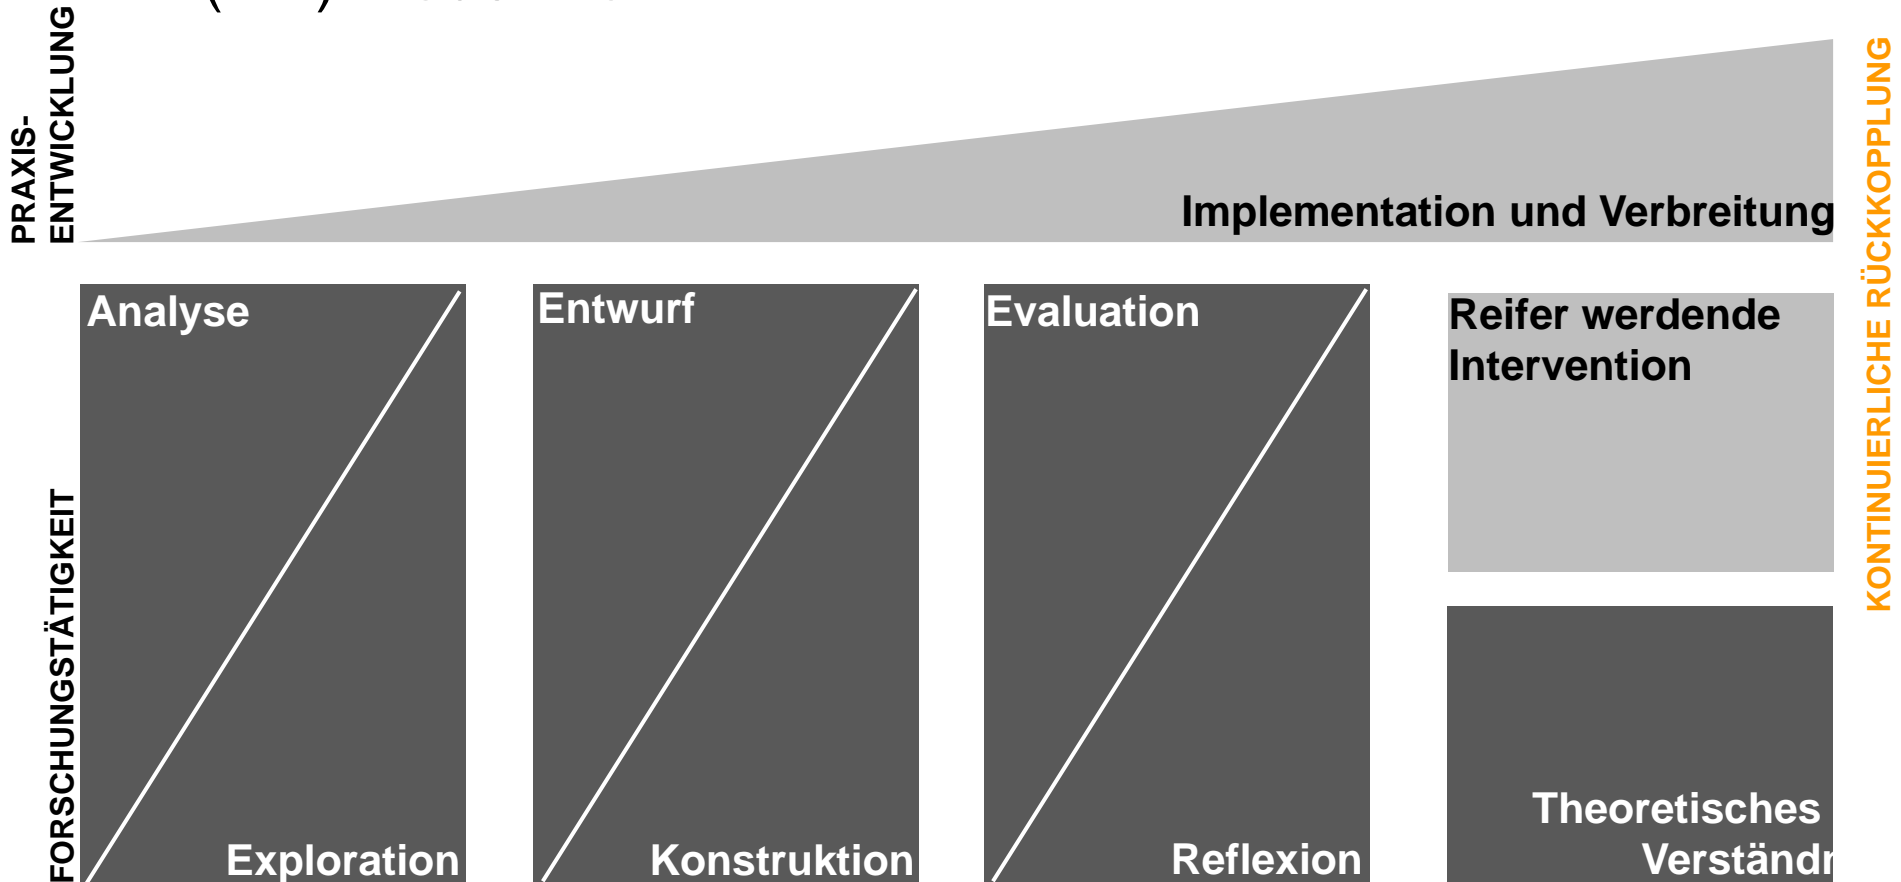 PRAXIS-
ENTWICKLUNG
Implementation und Verbreitung
KONTINUIERLICHE RÜCKKOPPLUNG
FORSCHUNGSTÄTIGKEIT
Analyse
Exploration
Entwurf
Konstruktion
Evaluation
Reflexion
Reifer werdende
Intervention
Theoretisches